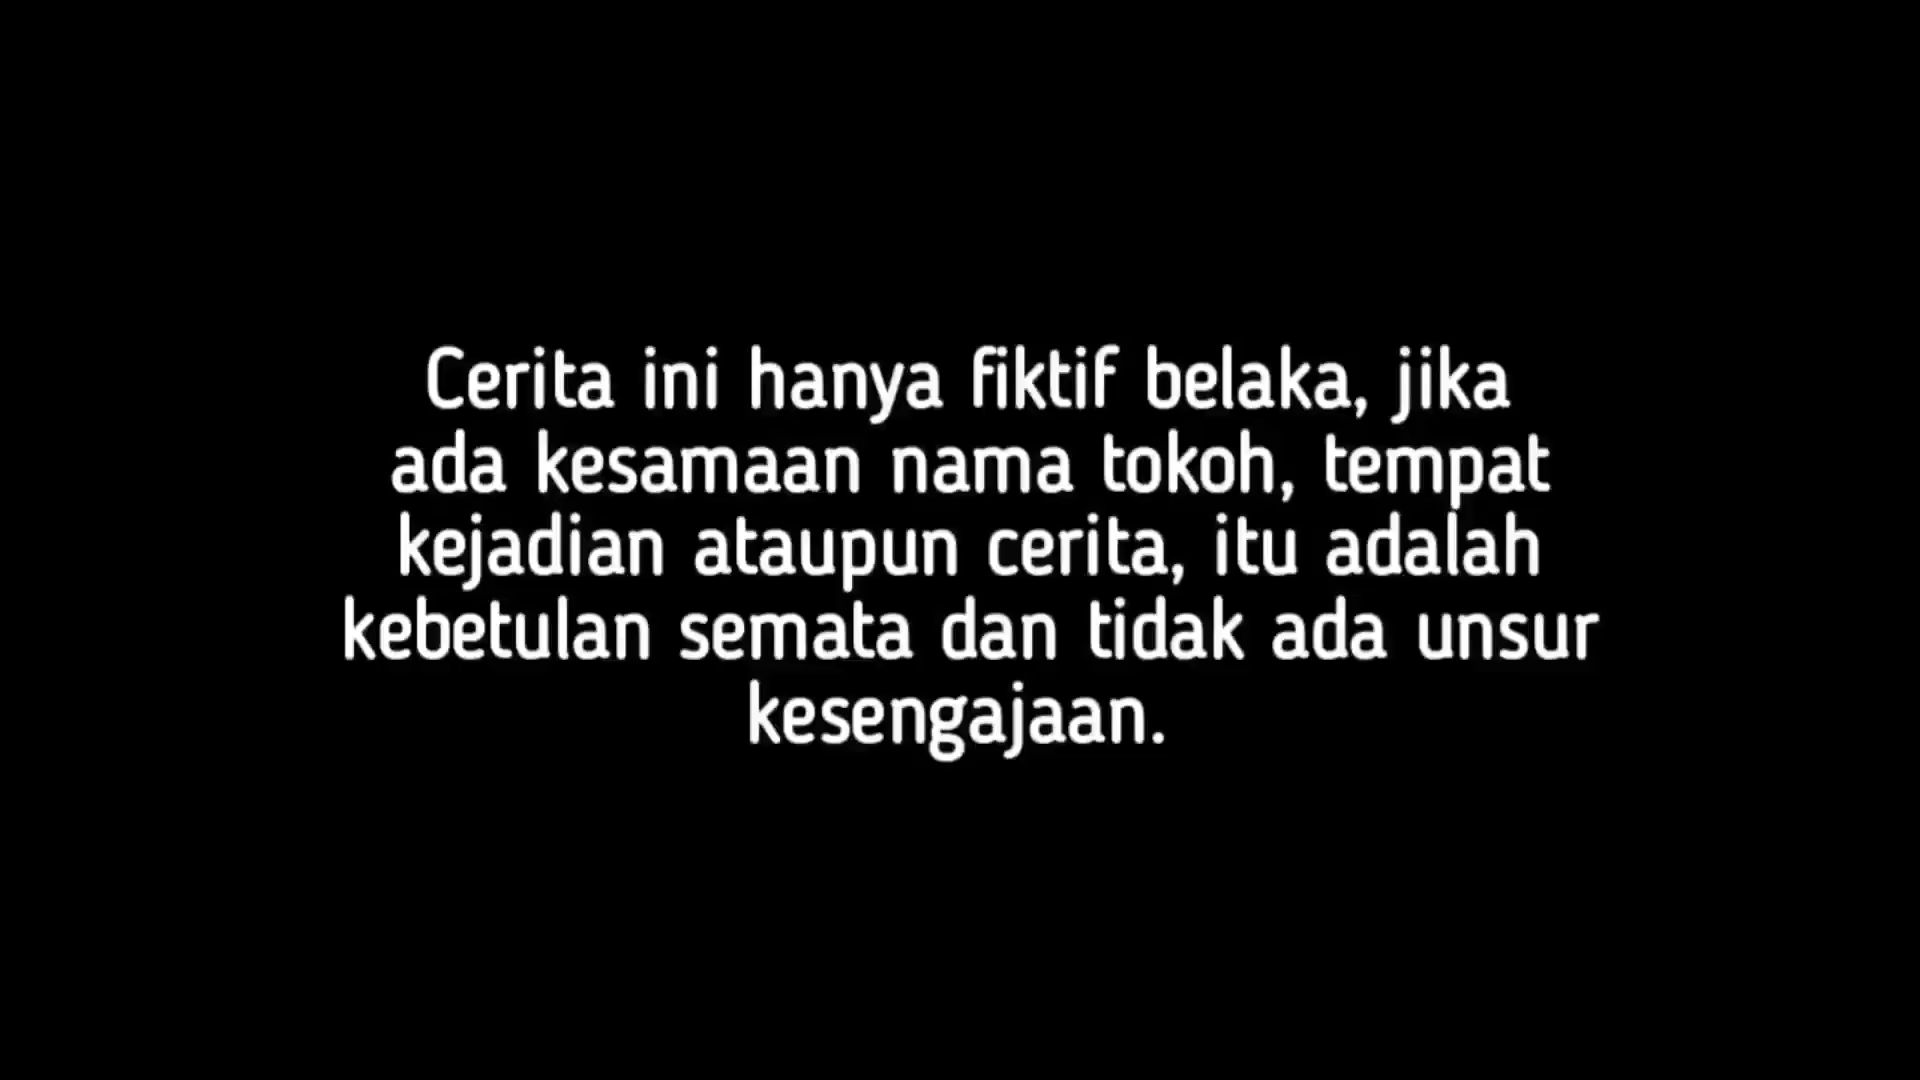 Cerita ini hanya fiktif belaka, jika
ada kesamaan nama tokoh, tempat
kejadian ataupun cerita, itu adalah
kebetulan semata dan tidak ada unsur
kesengajaan.